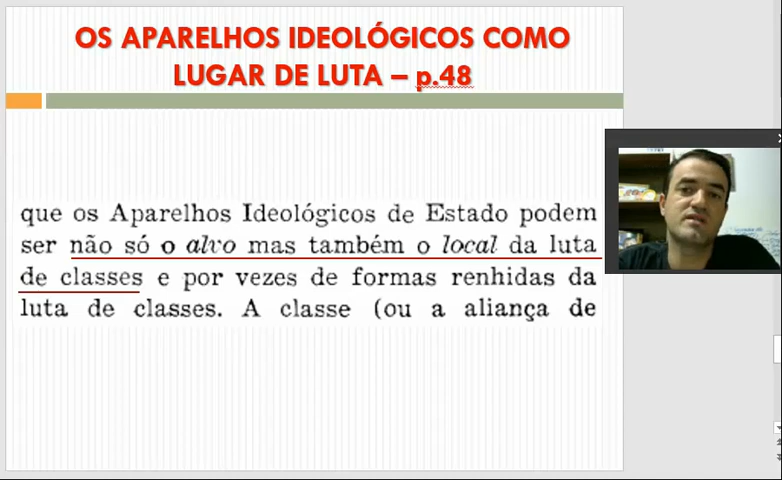 OS APARELHOS IDEOLÓGICOS COMO
LUGAR DE LUTA – p.48
que os Aparelhos Ideológicos de Estado podem
ser não só o alvo mas também o local da luta
de classes e por vezes de formas renhidas da
luta de classes. A classe (ou a aliança de